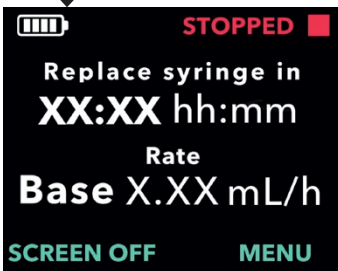 STOPPED
Replace syringe in
XX:XX hh:mm
Rate
Base X.XX mL/h
SCREEN OFF MENU